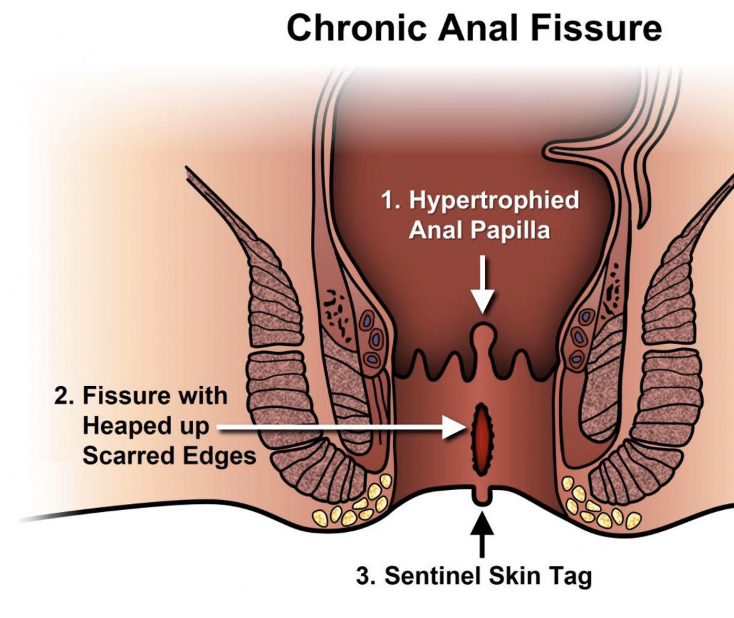 Chronic Anal Fissure
1. Hypertrophied
Anal Papilla
2. Fissure with
Heaped up
Scarred Edges
3. Sentinel Skin Tag